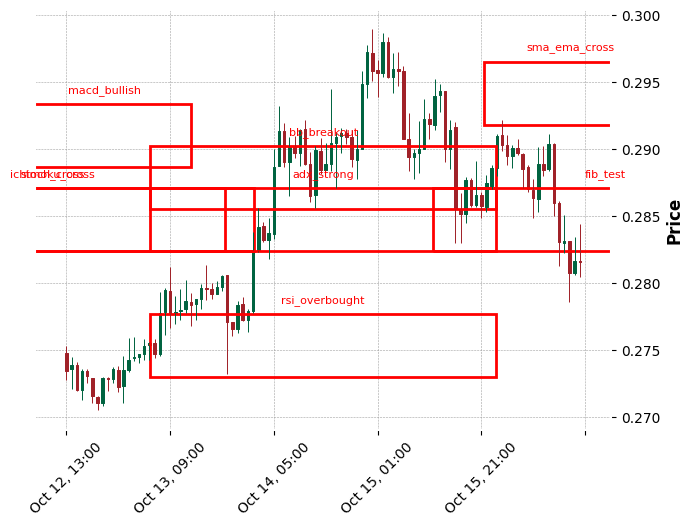 0.300
sma_ema_cross
0.295
macd_bullish
bb_breakout
0.290
adx_strong
fib_test
0.285
Price
0.280
rsi_overbought
0.275
0.270
Oct 12, 13:00
Oct 13, 09:00
Oct 14, 05:00
Oct 15, 01:00
Oct 15, 21:00